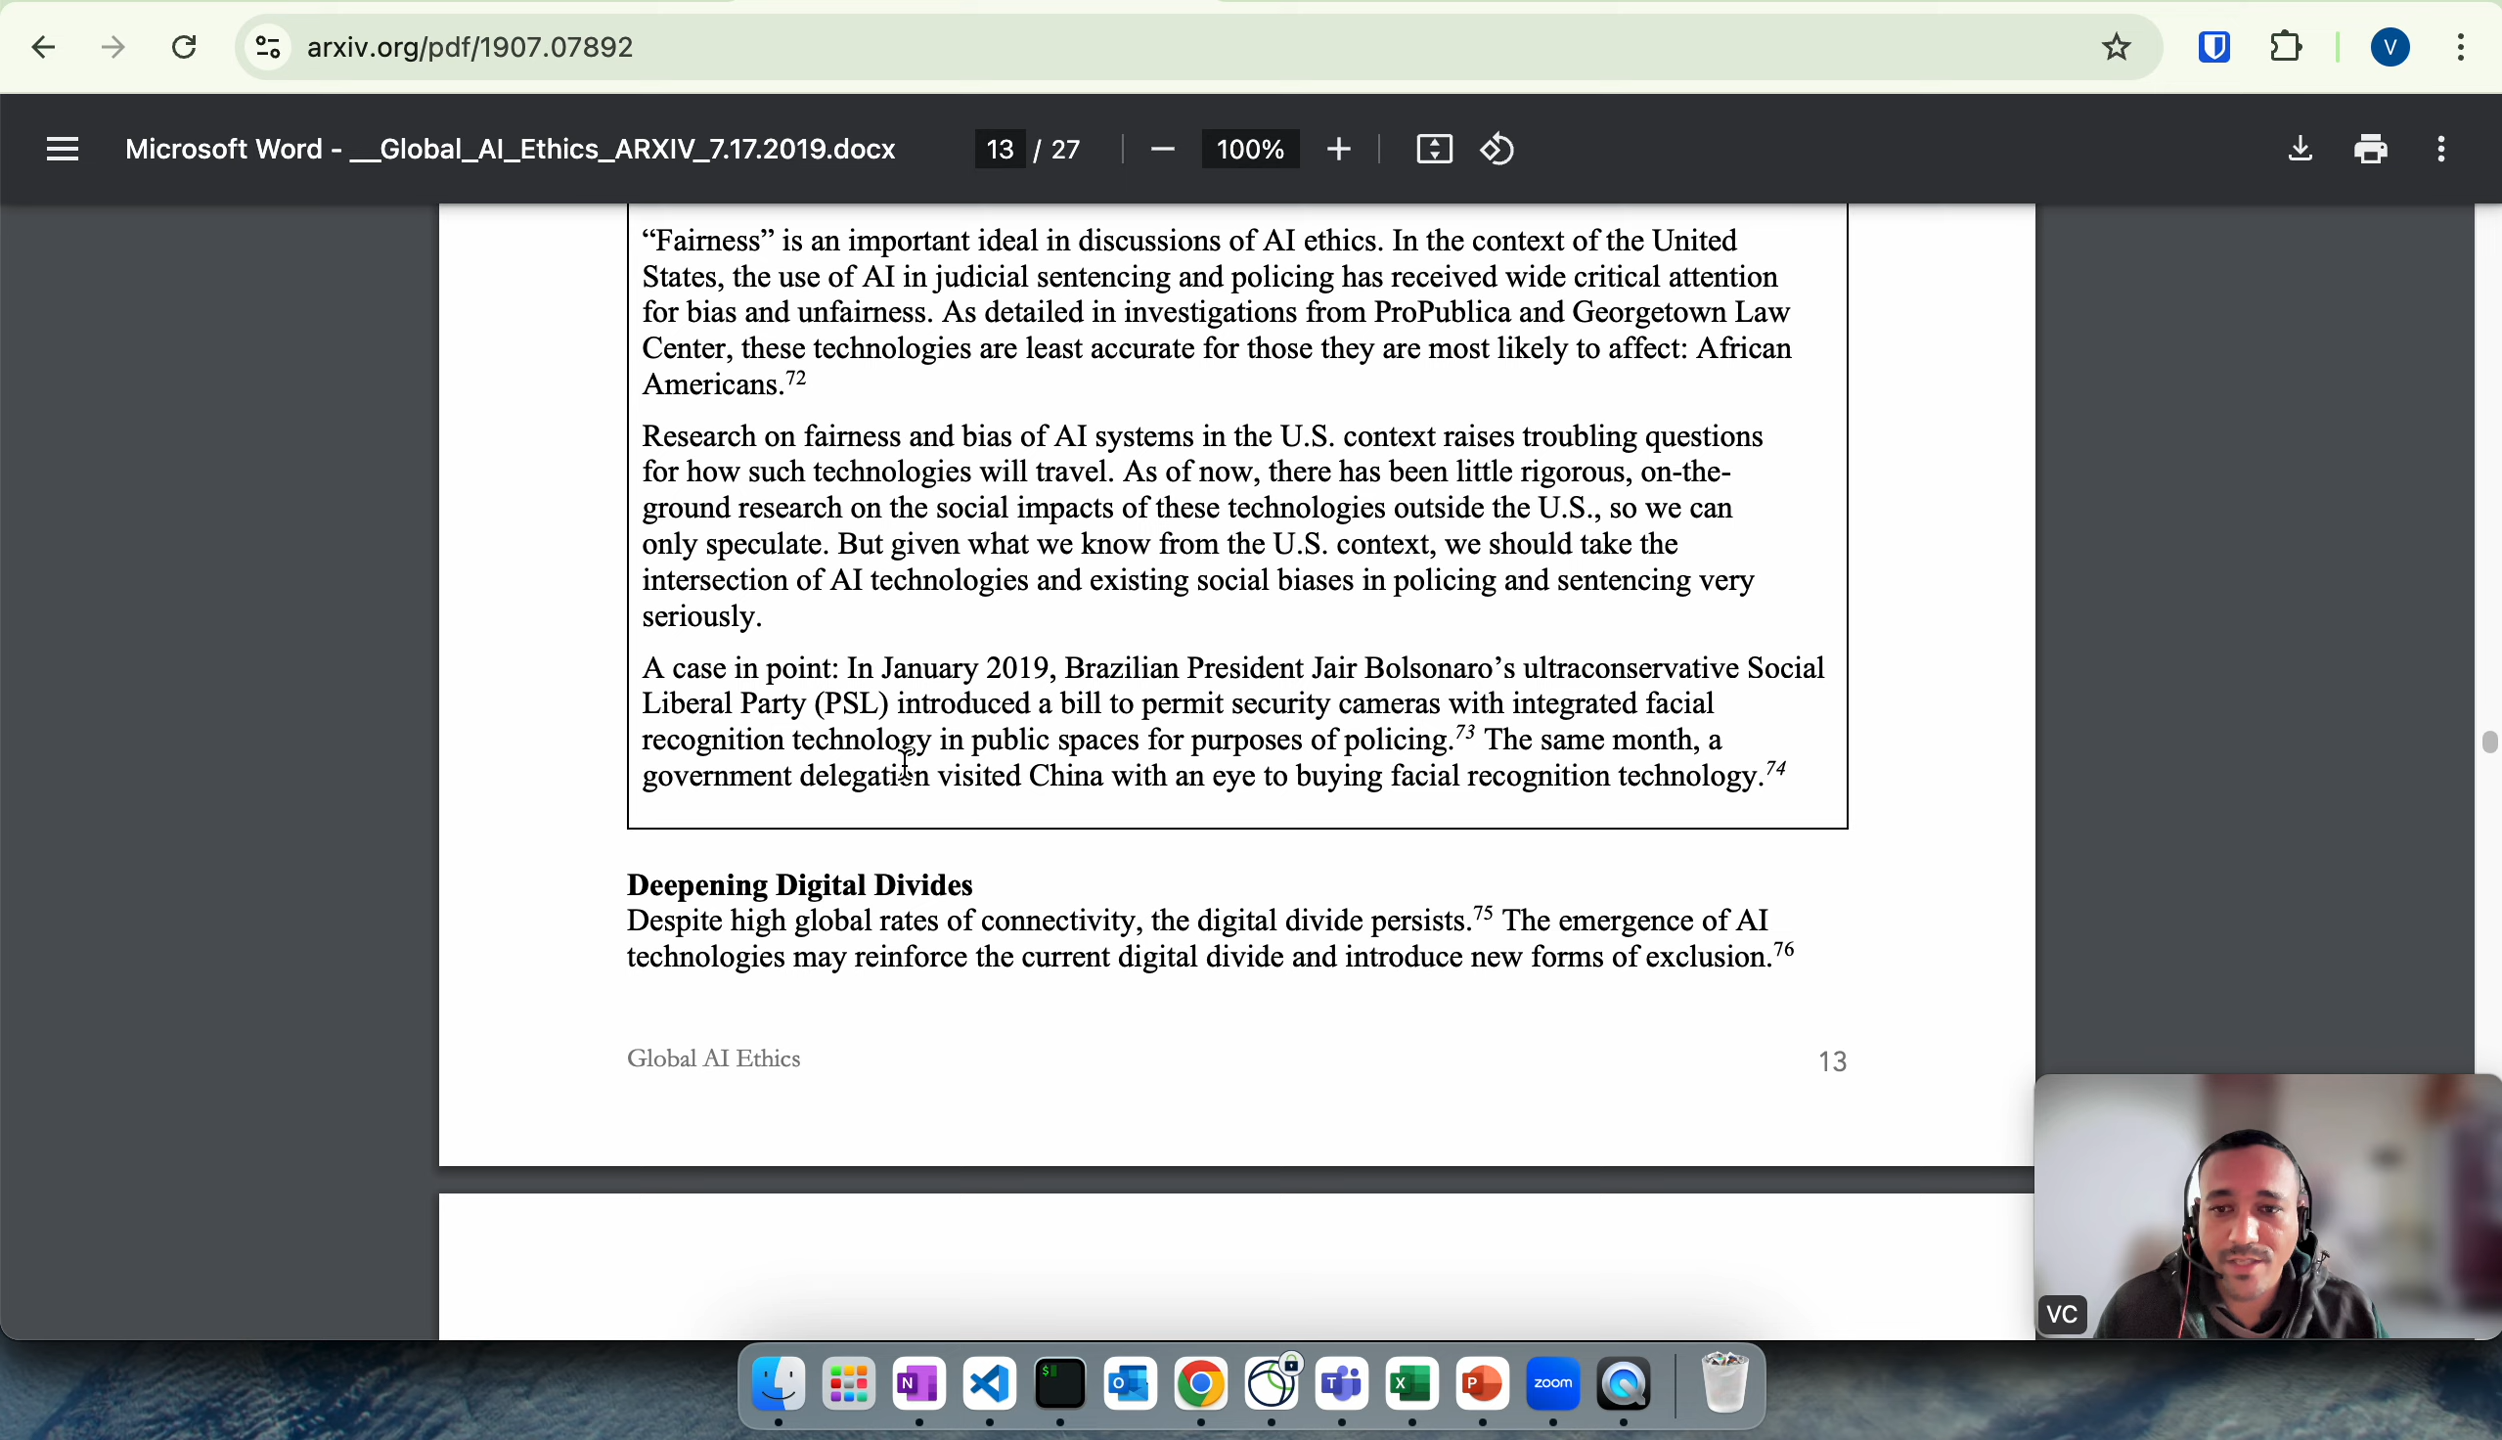 arxiv.org/pdf/1907.07892
V
Microsoft Word - __Global_AI_Ethics_ARXIV_7.17.2019.docx
13 / 27
100%
“Fairness” is an important ideal in discussions of AI ethics. In the context of the United
States, the use of AI in judicial sentencing and policing has received wide critical attention
for bias and unfairness. As detailed in investigations from ProPublica and Georgetown Law
Center, these technologies are least accurate for those they are most likely to affect: African
Americans.72
Research on fairness and bias of AI systems in the U.S. context raises troubling questions
for how such technologies will travel. As of now, there has been little rigorous, on-the-
ground research on the social impacts of these technologies outside the U.S., so we can
only speculate. But given what we know from the U.S. context, we should take the
intersection of AI technologies and existing social biases in policing and sentencing very
seriously.
A case in point: In January 2019, Brazilian President Jair Bolsonaro’s ultraconservative Social
Liberal Party (PSL) introduced a bill to permit security cameras with integrated facial
recognition technology in public spaces for purposes of policing.73 The same month, a
government delegation visited China with an eye to buying facial recognition technology.74
Deepening Digital Divides
Despite high global rates of connectivity, the digital divide persists.75 The emergence of AI
technologies may reinforce the current digital divide and introduce new forms of exclusion.76
Global AI Ethics
13
VC
N
$
O
T
X
P
zoom